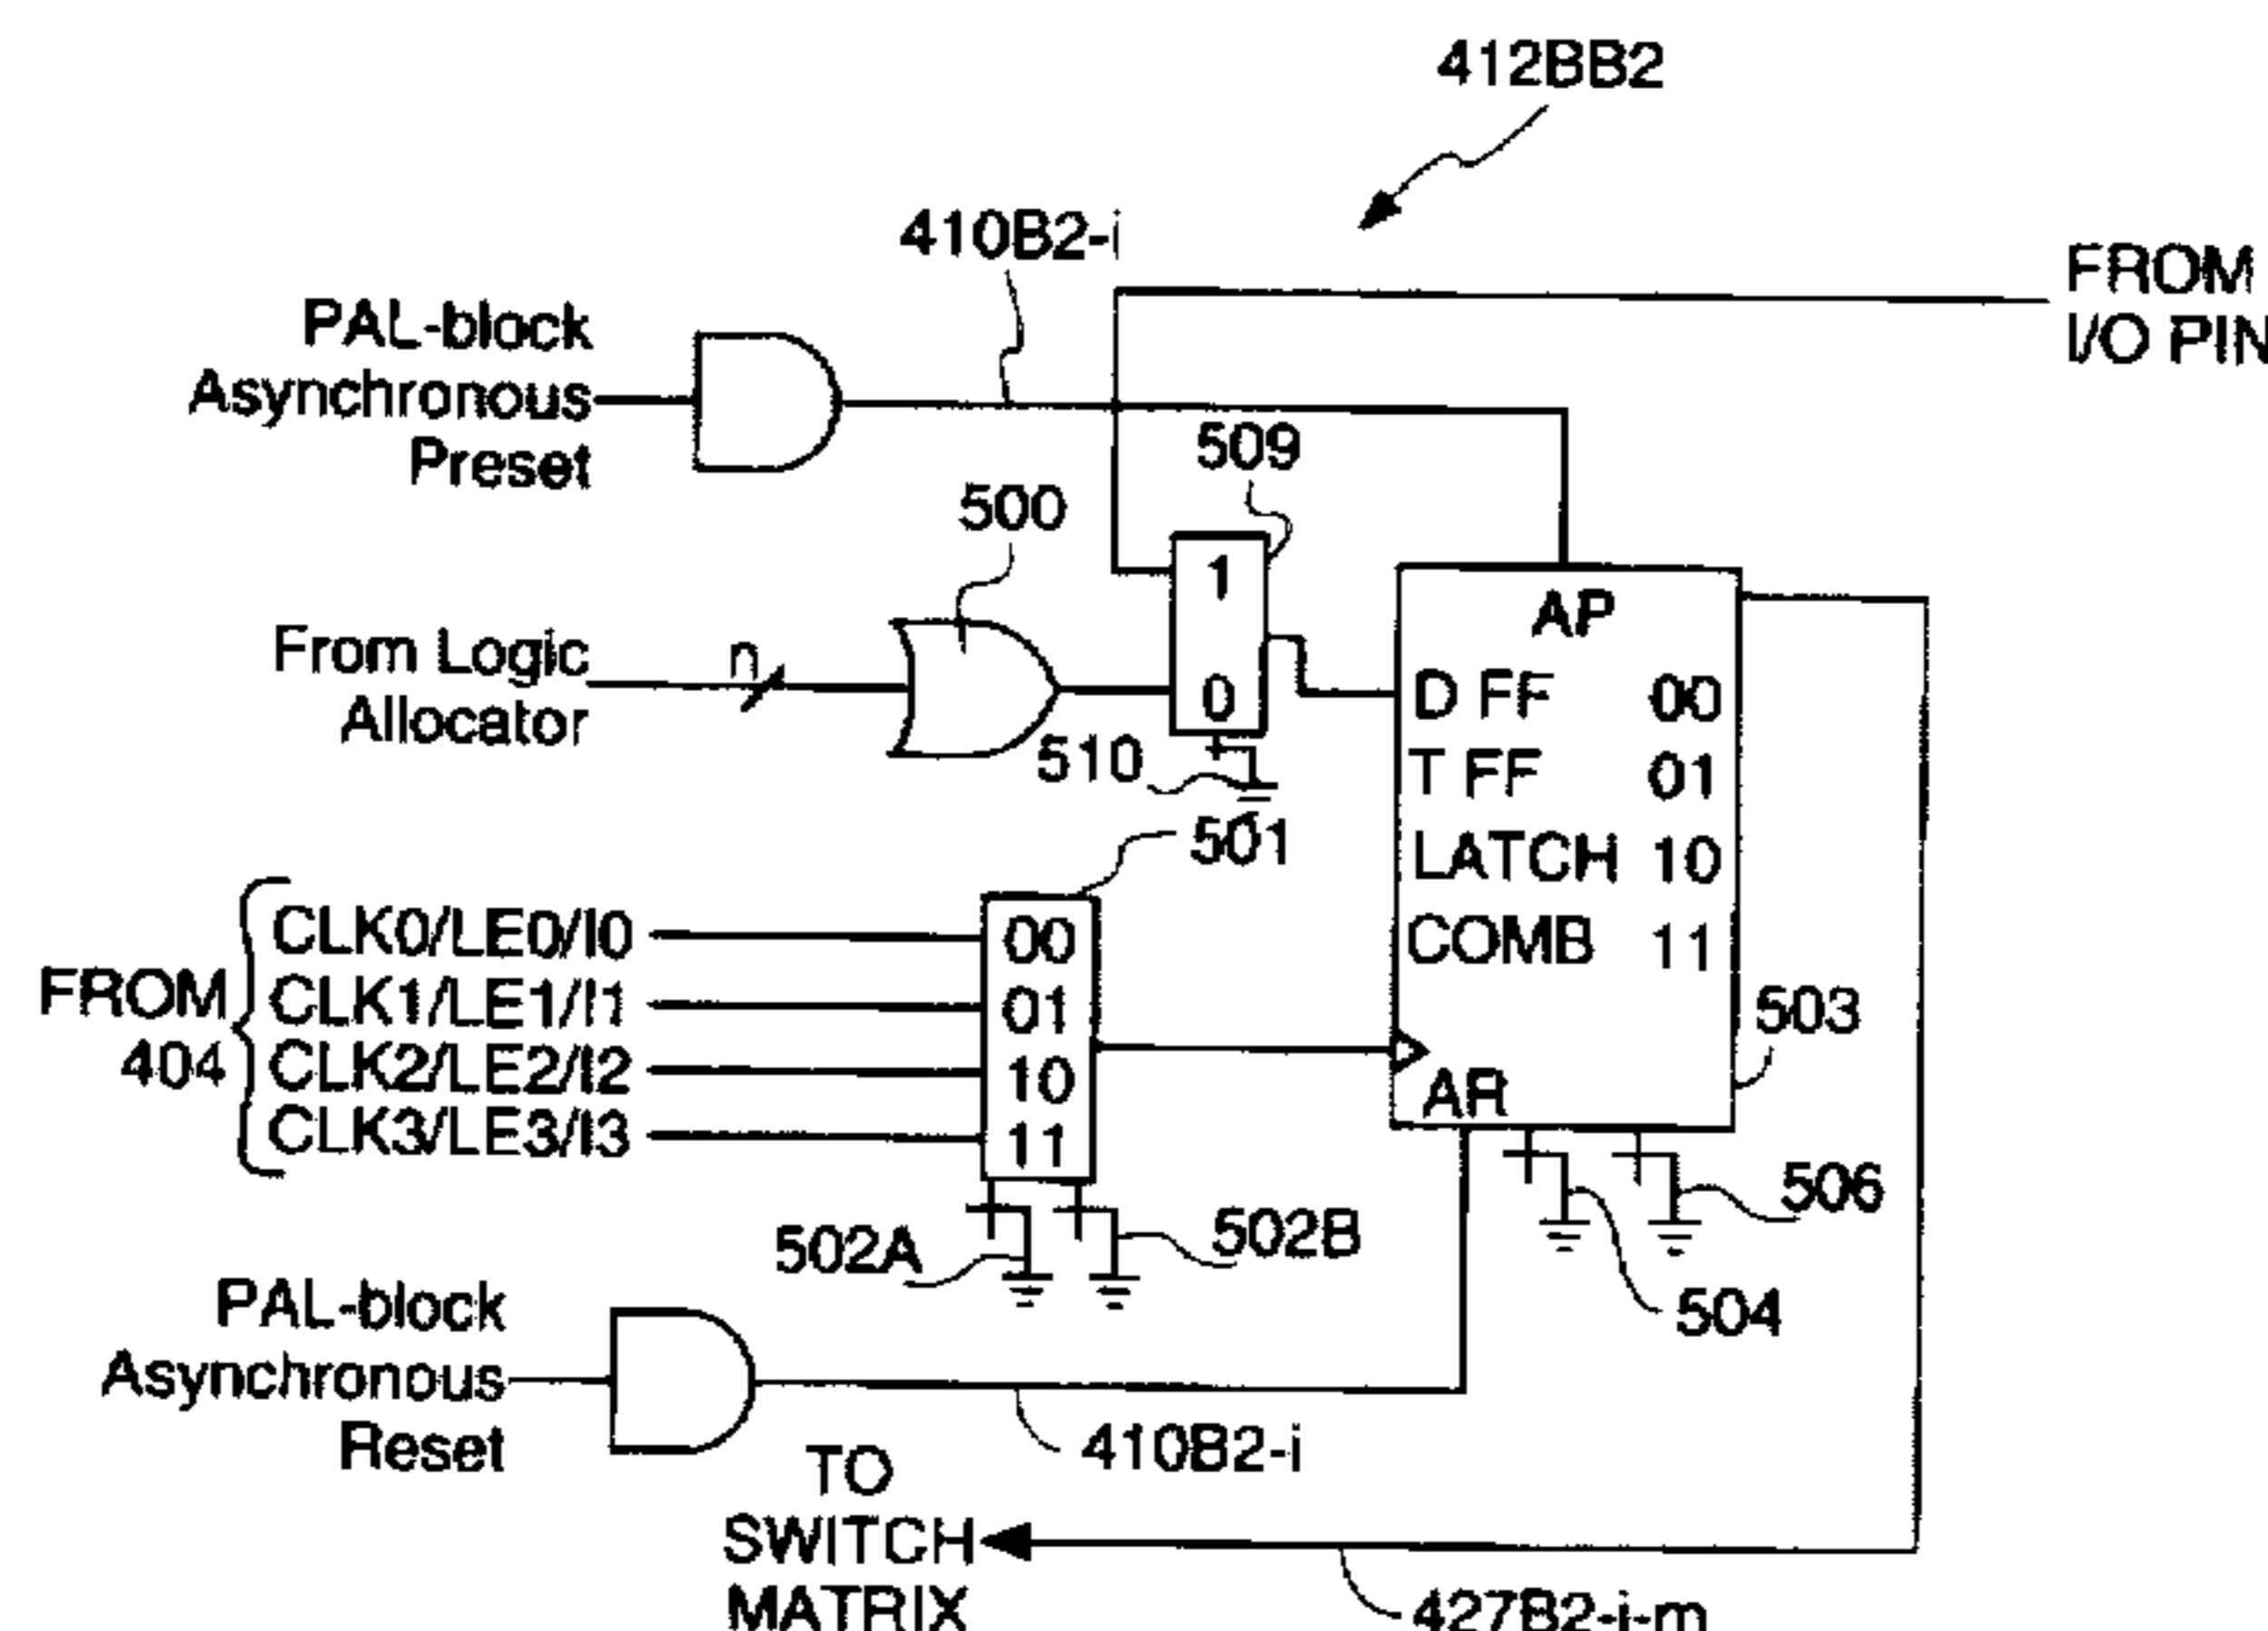 412BB2
410B2-i
FROM
I/O PIN
PAL-block
Asynchronous
Preset
509
500
1
0
510
From Logic
Allocator
n
AP
D FF 00
T FF 01
LATCH 10
COMB 11
AR
501
FROM
404
CLK0/LE0/I0
CLK1/LE1/I1
CLK2/LE2/I2
CLK3/LE3/I3
00
01
10
11
503
506
504
502A
502B
PAL-block
Asynchronous
Reset
410B2-i
TO
SWITCH
MATRIX
427B2-i-m